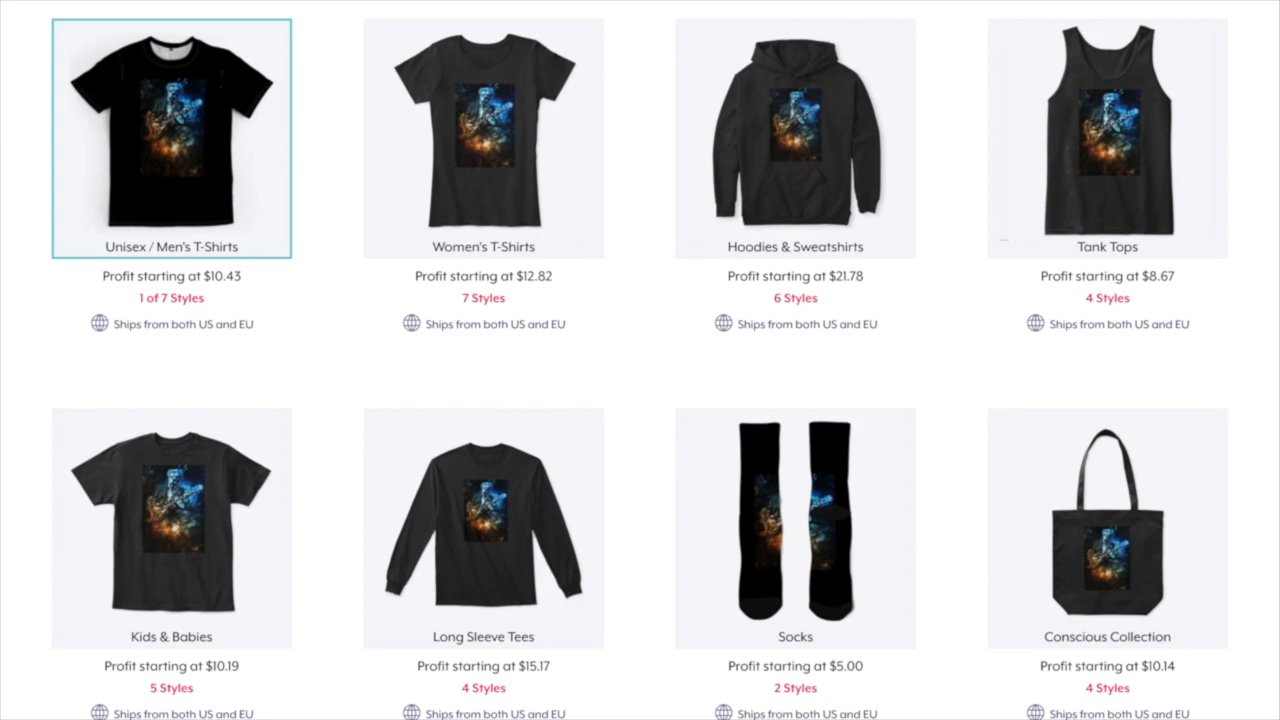 Unisex / Men's T-Shirts
Profit starting at $10.43
1 of 7 Styles
Ships from both US and EU
Women's T-Shirts
Profit starting at $12.82
7 Styles
Ships from both US and EU
Hoodies & Sweatshirts
Profit starting at $21.78
6 Styles
Ships from both US and EU
Tank Tops
Profit starting at $8.67
4 Styles
Ships from both US and EU
Kids & Babies
Profit starting at $10.19
5 Styles
Ships from both US and EU
Long Sleeve Tees
Profit starting at $15.17
4 Styles
Ships from both US and EU
Socks
Profit starting at $5.00
2 Styles
Ships from both US and EU
Conscious Collection
Profit starting at $10.14
4 Styles
Ships from both US and EU